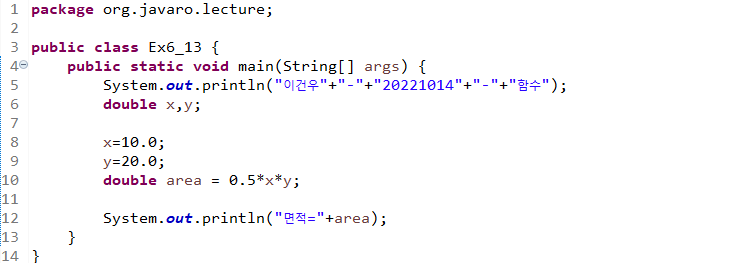 1 package org.javaro.lecture;
2
3 public class Ex6_13 {
4     public static void main(String[] args) {
5         System.out.println("이건우"+"-"+"20221014"+"-"+"함수");
6         double x,y;
7
8         x=10.0;
9         y=20.0;
10         double area = 0.5*x*y;
11
12         System.out.println("면적="+area);
13     }
14 }